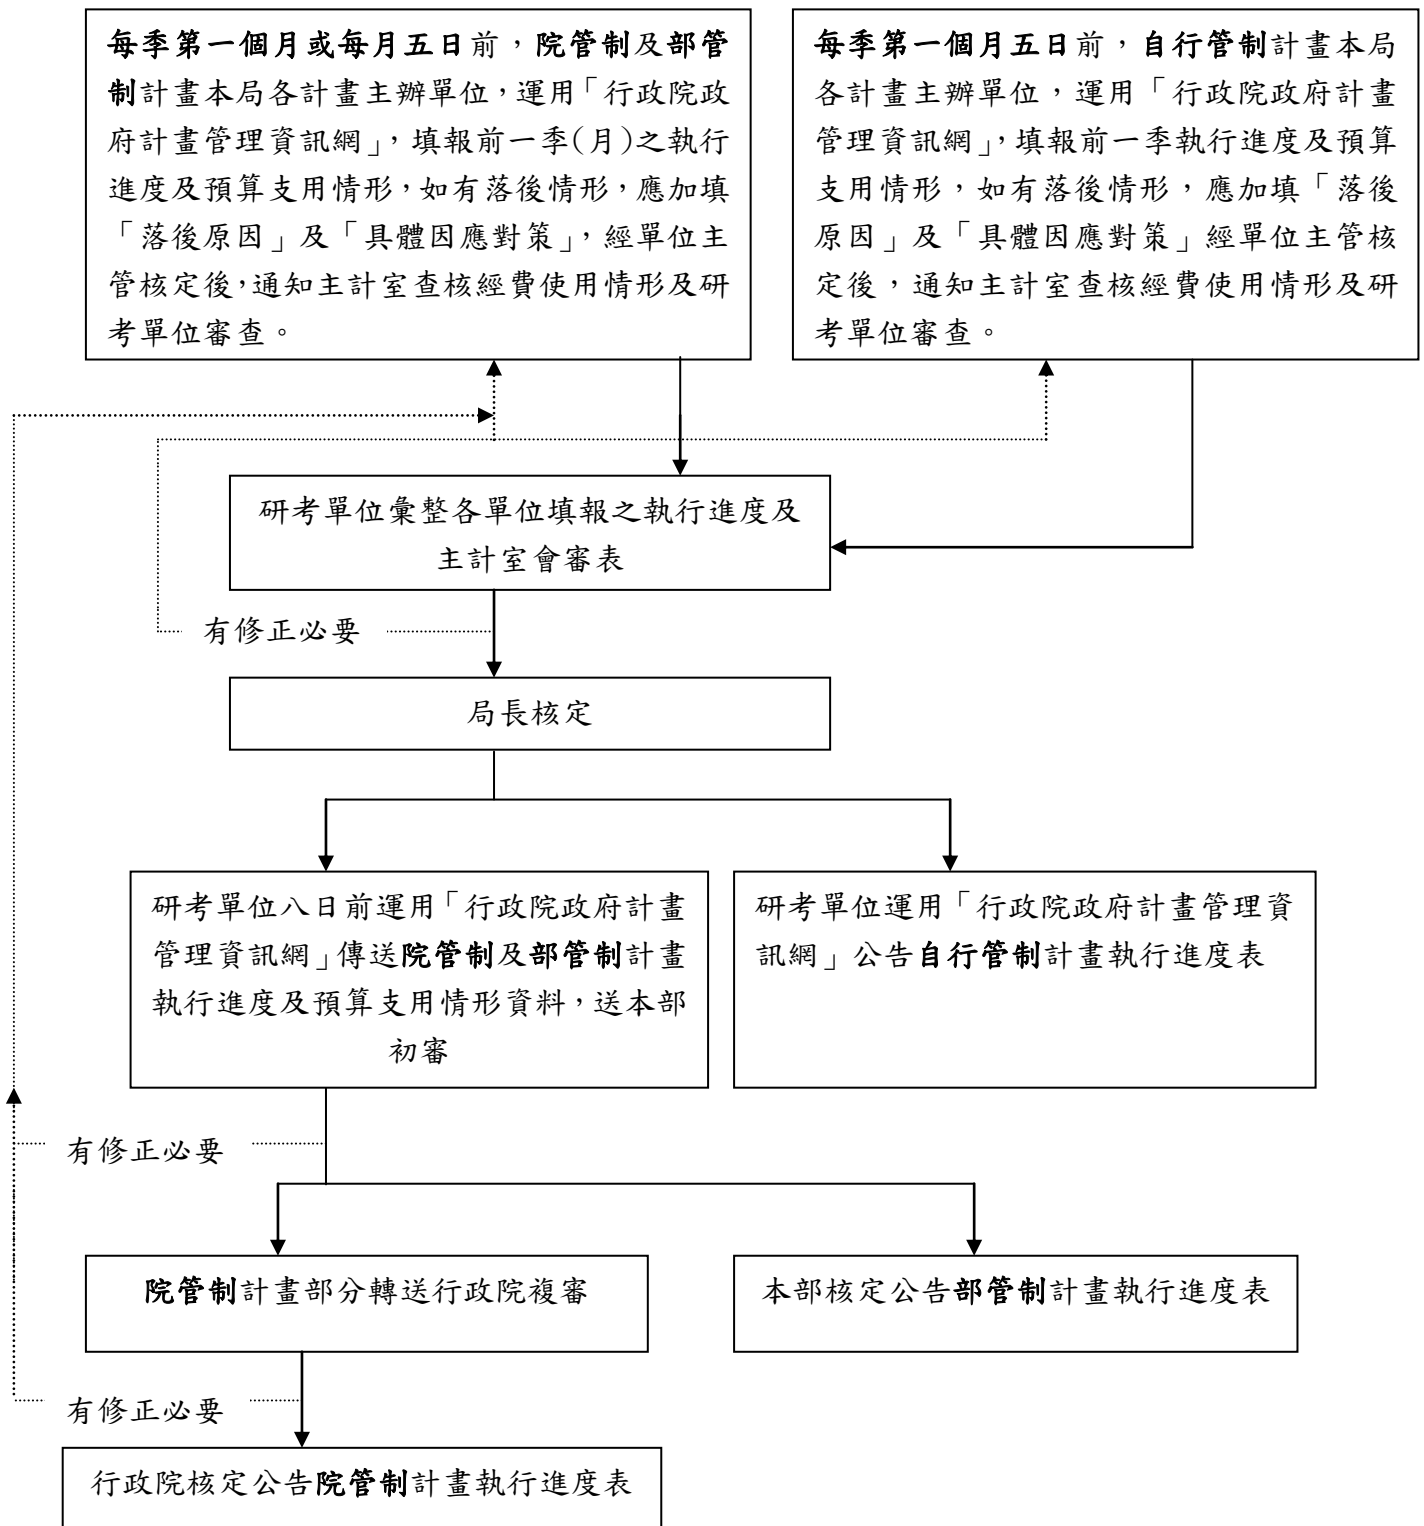 每季第一個月或每月五日前，院管制及部管
制計畫本局各計畫主辦單位，運用「行政院政
府計畫管理資訊網」，填報前一季(月)之執行
進度及預算支用情形，如有落後情形，應加填
「落後原因」及「具體因應對策」，經單位主
管核定後，通知主計室查核經費使用情形及研
考單位審查。
每季第一個月五日前，自行管制計畫本局
各計畫主辦單位，運用「行政院政府計畫
管理資訊網」，填報前一季執行進度及預算
支用情形，如有落後情形，應加填「落後
原因」及「具體因應對策」經單位主管核
定後，通知主計室查核經費使用情形及研
考單位審查。
研考單位彙整各單位填報之執行進度及
主計室會審表
有修正必要
局長核定
研考單位八日前運用「行政院政府計畫
管理資訊網」傳送院管制及部管制計畫
執行進度及預算支用情形資料，送本部
初審
研考單位運用「行政院政府計畫管理資
訊網」公告自行管制計畫執行進度表
有修正必要
院管制計畫部分轉送行政院複審
本部核定公告部管制計畫執行進度表
有修正必要
行政院核定公告院管制計畫執行進度表